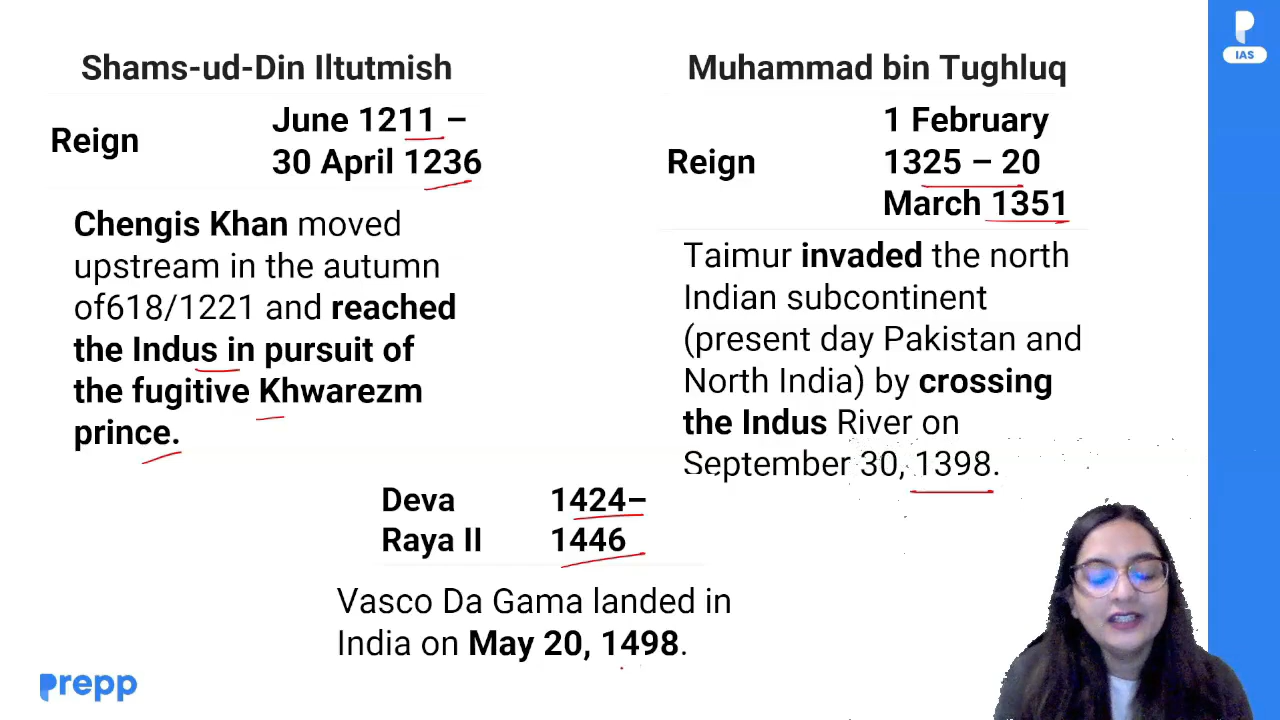 Shams-ud-Din Iltutmish
Reign
June 1211 –
30 April 1236
Chengis Khan moved
upstream in the autumn
of618/1221 and reached
the Indus in pursuit of
the fugitive Khwarezm
prince.
Muhammad bin Tughluq
Reign
1 February
1325 – 20
March 1351
Taimur invaded the north
Indian subcontinent
(present day Pakistan and
North India) by crossing
the Indus River on
September 30, 1398.
Deva 1424–
Raya II 1446
Vasco Da Gama landed in
India on May 20, 1498.
prepp
IAS